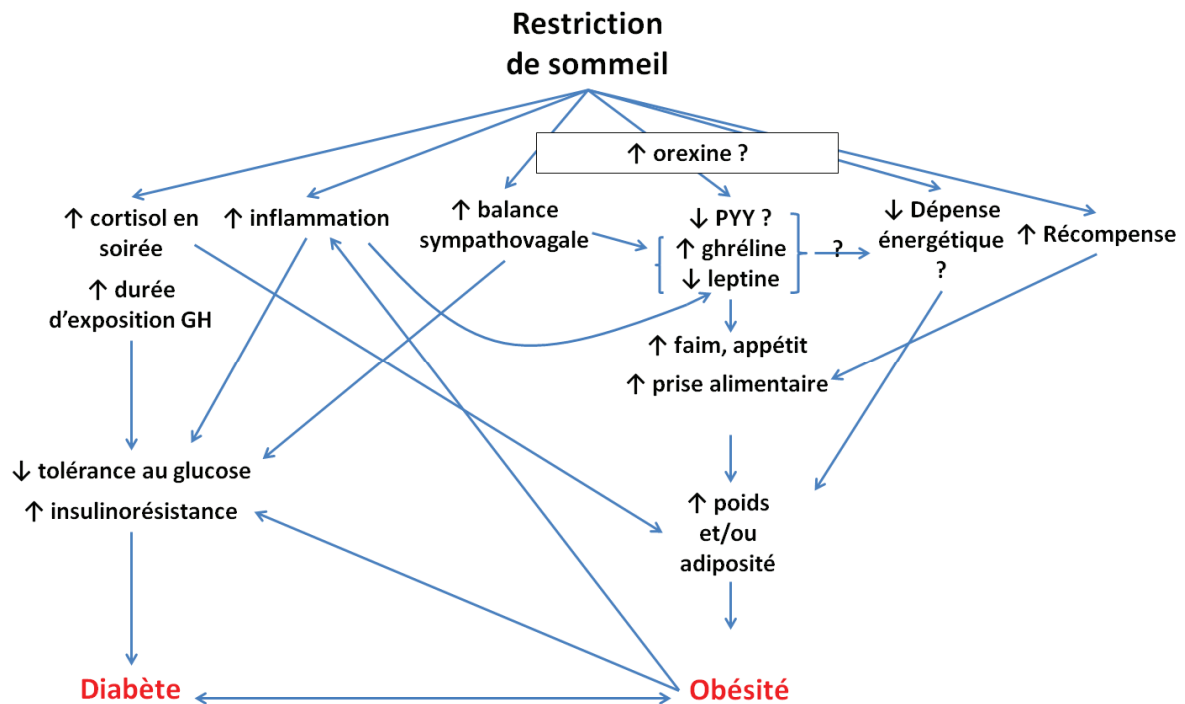 Restriction
de sommeil
↑ orexine ?
↑ cortisol en
soirée
↑ durée
d'exposition GH
↑ inflammation
↑ balance
sympathovagale
↓ PYY ?
↑ ghréline
↓ leptine
?
↓ Dépense
énergétique
?
↑ Récompense
↑ faim, appétit
↑ prise alimentaire
↓ tolérance au glucose
↑ insulinorésistance
↑ poids
et/ou
adiposité
Diabète
Obésité